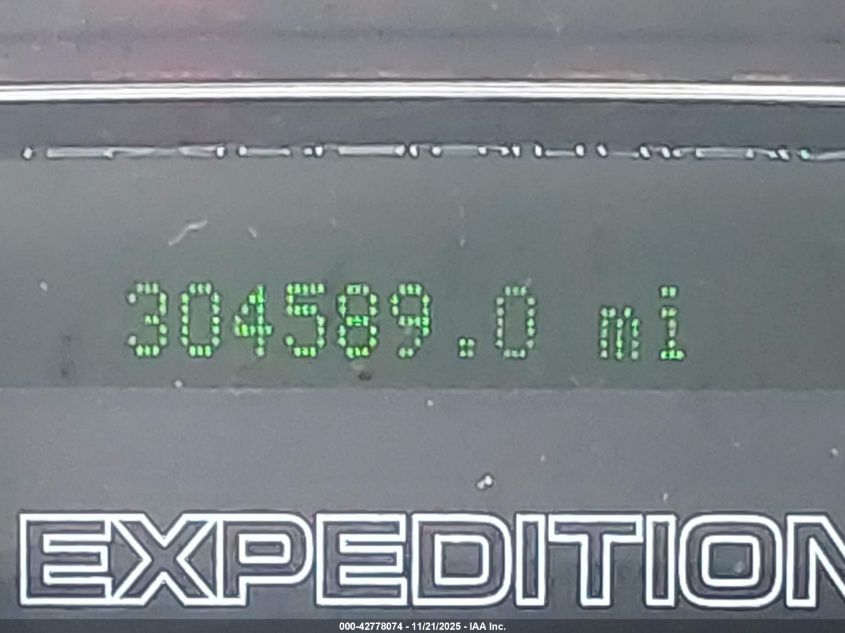 304589.0 mi
EXPEDITION
000-42778074 - 11/21/2025 - IAA Inc.